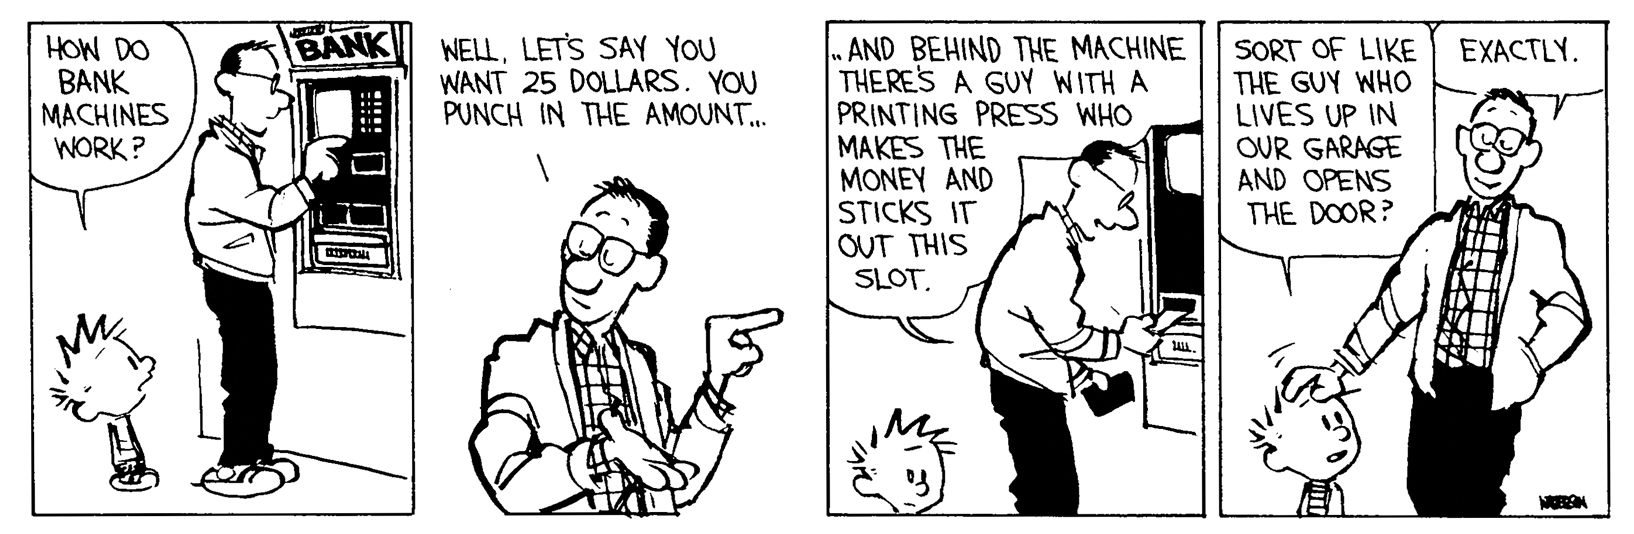 HOW DO
BANK
MACHINES
WORK?
BANK
WELL, LET'S SAY YOU
WANT 25 DOLLARS. YOU
PUNCH IN THE AMOUNT...
..AND BEHIND THE MACHINE
THERE'S A GUY WITH A
PRINTING PRESS WHO
MAKES THE
MONEY AND
STICKS IT
OUT THIS
SLOT.
SORT OF LIKE
THE GUY WHO
LIVES UP IN
OUR GARAGE
AND OPENS
THE DOOR?
EXACTLY.